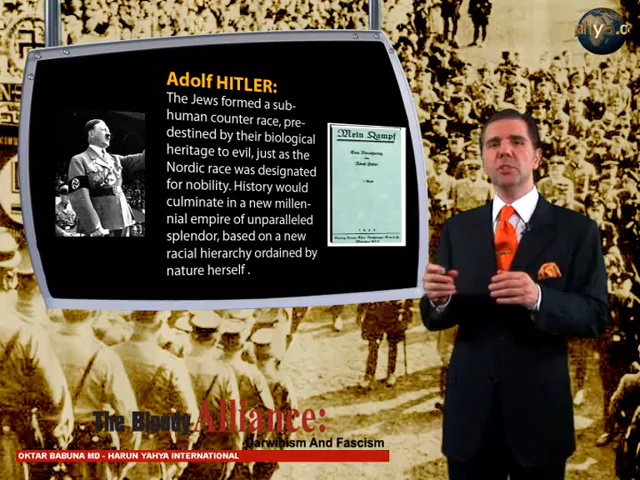 Adolf HITLER:
The Jews formed a sub-
human counter race, pre-
destined by their biological
heritage to evil, just as the
Nordic race was designated
for nobility. History would
culminate in a new millen-
nial empire of unparalleled
splendor, based on a new
racial hierarchy ordained by
nature herself .
Mein Kampf
Adolf Hitler
The Bloody Alliance:
Darwinism And Fascism
OKTAR BABUNA MD - HARUN YAHYA INTERNATIONAL